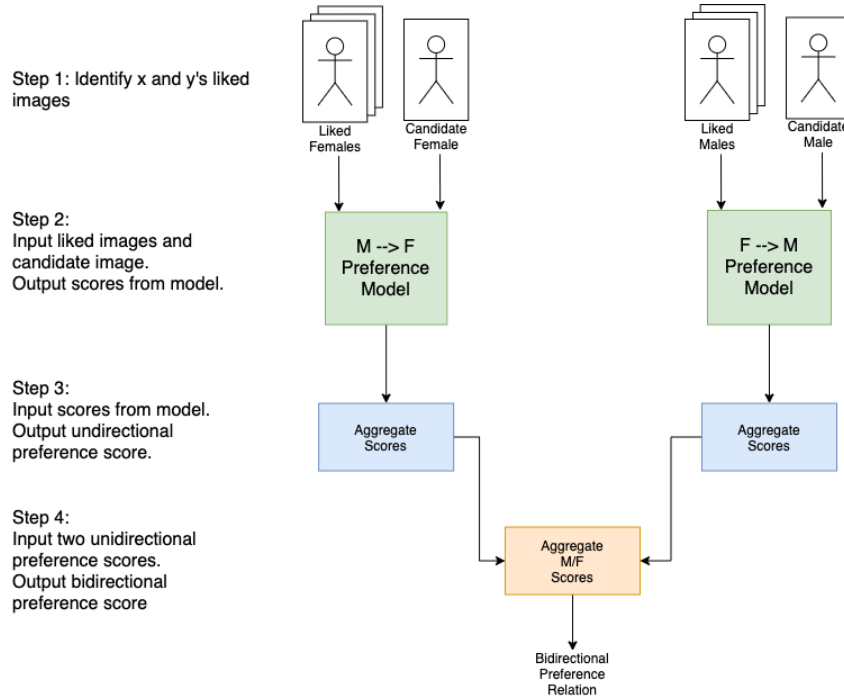 Step 1: Identify x and y's liked
images
Liked
Females
Candidate
Female
Liked
Males
Candidate
Male
Step 2:
Input liked images and
candidate image.
Output scores from model.
M --> F
Preference
Model
F --> M
Preference
Model
Step 3:
Input scores from model.
Output undirectional
preference score.
Aggregate
Scores
Aggregate
Scores
Step 4:
Input two unidirectional
preference scores.
Output bidirectional
preference score
Aggregate
M/F
Scores
Bidirectional
Preference
Relation